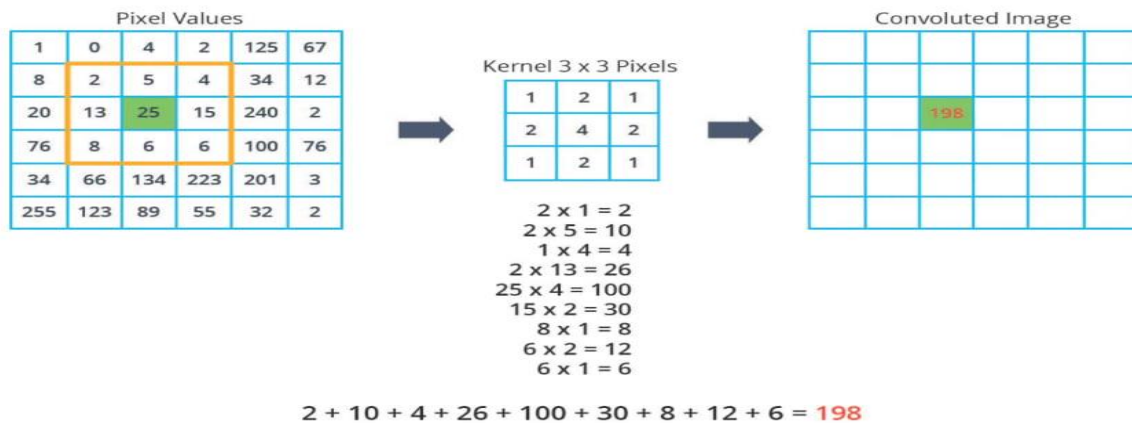 Pixel Values
1 0 4 2 125 67
8 2 5 4 34 12
20 13 25 15 240 2
76 8 6 6 100 76
34 66 134 223 201 3
255 123 89 55 32 2
Kernel 3 x 3 Pixels
1 2 1
2 4 2
1 2 1
2 x 1 = 2
2 x 5 = 10
1 x 4 = 4
2 x 13 = 26
25 x 4 = 100
15 x 2 = 30
8 x 1 = 8
6 x 2 = 12
6 x 1 = 6
Convoluted Image
198
2 + 10 + 4 + 26 + 100 + 30 + 8 + 12 + 6 = 198